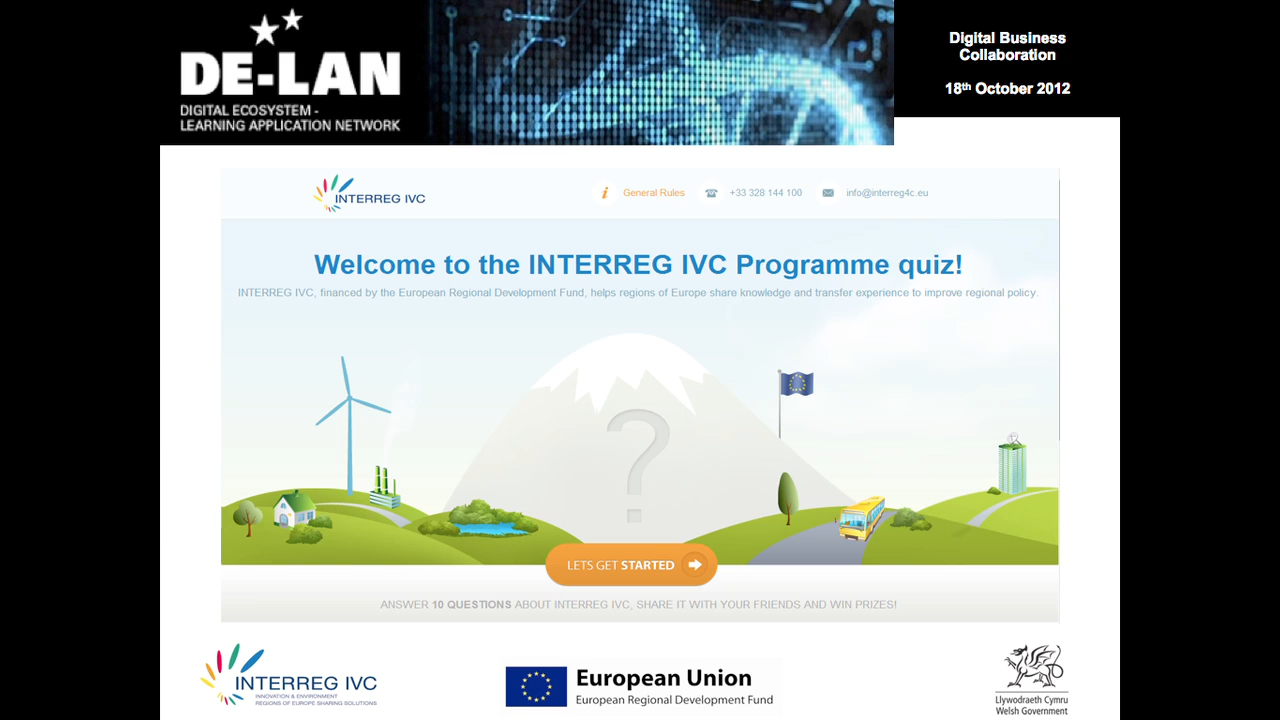 DE-LAN
DIGITAL ECOSYSTEM -
LEARNING APPLICATION NETWORK
Digital Business
Collaboration
18th October 2012
INTERREG IVC
i General Rules +33 328 144 100 info@interreg4c.eu
Welcome to the INTERREG IVC Programme quiz!
INTERREG IVC, financed by the European Regional Development Fund, helps regions of Europe share knowledge and transfer experience to improve regional policy.
?
LETS GET STARTED
ANSWER 10 QUESTIONS ABOUT INTERREG IVC, SHARE IT WITH YOUR FRIENDS AND WIN PRIZES!
INTERREG IVC
INNOVATION & ENVIRONMENT
REGIONS OF EUROPE SHARING SOLUTIONS
European Union
European Regional Development Fund
Llywodraeth Cymru
Welsh Government